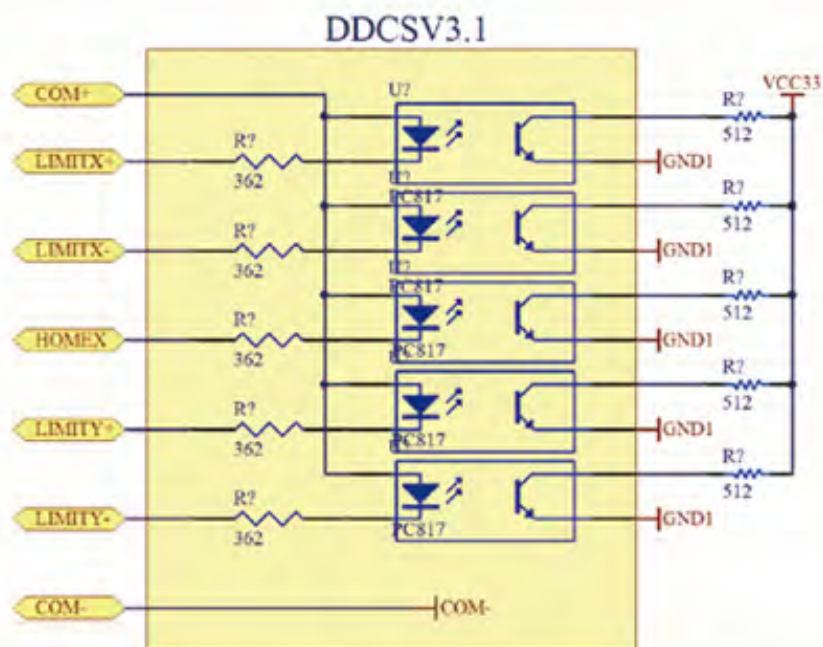 DDCSV3.1
COM+
U?
R?
VCC33
512
LIMITX+
R?
362
GND1
PC817
R?
512
LIMITX-
R?
362
GND1
U?
PC817
R?
512
HOMEX
R?
362
GND1
PC817
R?
512
LIMITY+
R?
362
GND1
PC817
R?
512
LIMITY-
R?
362
GND1
PC817
COM-
COM-